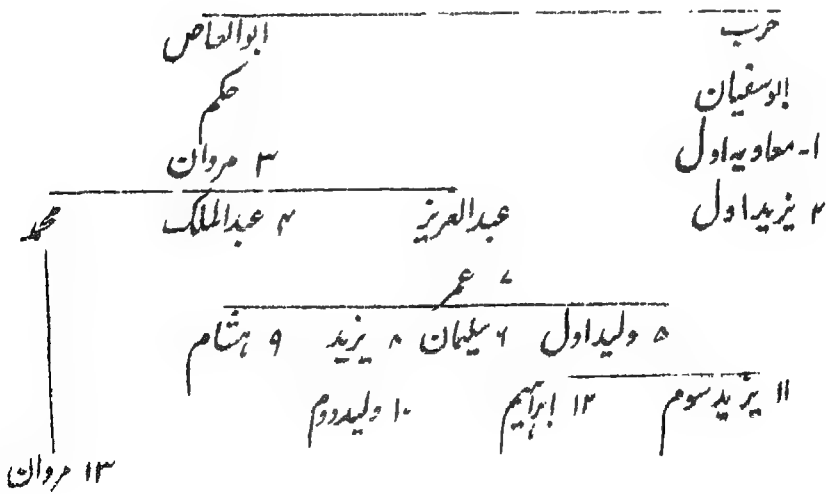 حرب ابوالعاص
ابوسفیان حکم
۱- معاویہ اول ۳ مروان
۲ یزید اول عبدالعزیز ۴ عبدالملک محمد
۷ عمر
۵ ولید اول ۶ سلیمان ۸ یزید ۹ ہشام
۱۱ یزید سوم ۱۲ ابراہیم ۱۰ ولید دوم
۱۳ مروان